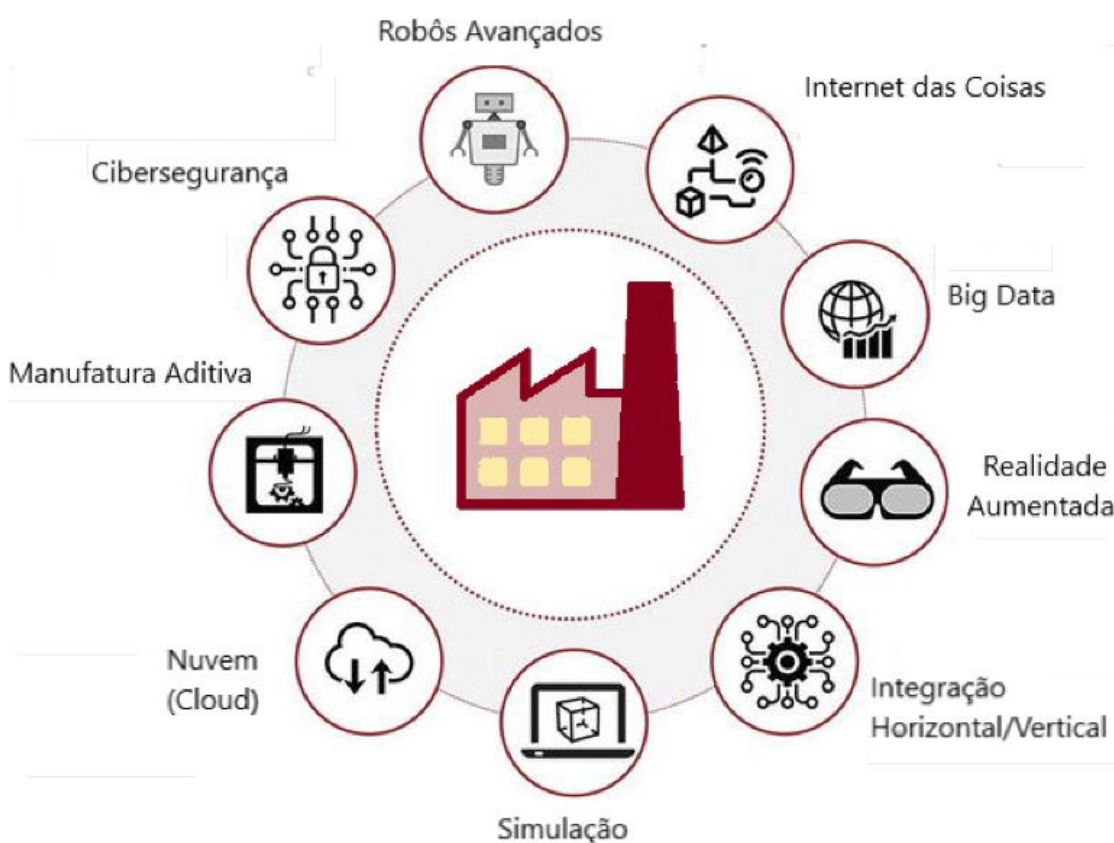 Robôs Avançados
Internet das Coisas
Cibersegurança
Big Data
Manufatura Aditiva
Realidade
Aumentada
Nuvem
(Cloud)
Integração
Horizontal/Vertical
Simulação